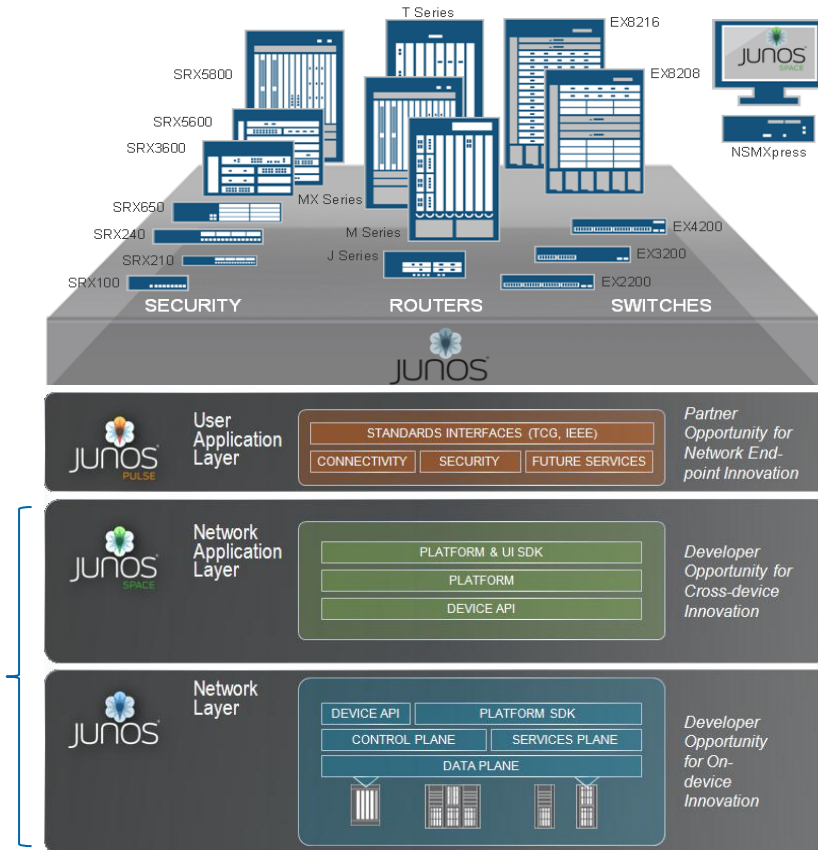 T Series
EX8216
JUNOS
SPACE
SRX5800
EX8208
SRX5600
NSMXpress
SRX3600
MX Series
SRX650
EX4200
SRX240
M Series
SRX210
J Series
EX3200
SRX100
EX2200
SECURITY
ROUTERS
SWITCHES
JUNOS
JUNOS
PULSE
User
Application
Layer
STANDARDS INTERFACES (TCG, IEEE)
CONNECTIVITY
SECURITY
FUTURE SERVICES
Partner
Opportunity for
Network End-
point Innovation
JUNOS
SPACE
Network
Application
Layer
PLATFORM & UI SDK
PLATFORM
DEVICE API
Developer
Opportunity for
Cross-device
Innovation
JUNOS
Network
Layer
DEVICE API
PLATFORM SDK
CONTROL PLANE
SERVICES PLANE
DATA PLANE
Developer
Opportunity
for On-
device
Innovation